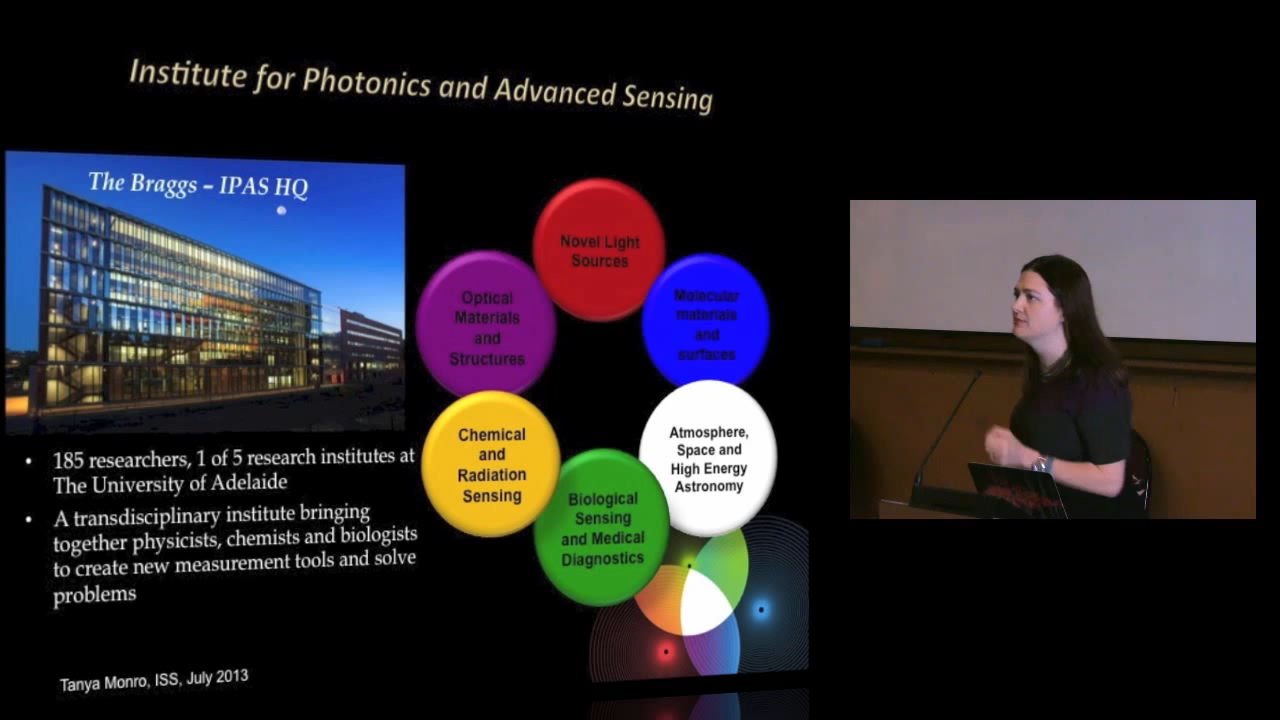 Institute for Photonics and Advanced Sensing
The Braggs – IPAS HQ
Novel Light
Sources
Optical
Materials
and
Structures
Molecular
materials
and
surfaces
Chemical
and
Radiation
Sensing
Atmosphere,
Space and
High Energy
Astronomy
Biological
Sensing
and Medical
Diagnostics
• 185 researchers, 1 of 5 research institutes at
The University of Adelaide
• A transdisciplinary institute bringing
together physicists, chemists and biologists
to create new measurement tools and solve
problems
Tanya Monro, ISS, July 2013